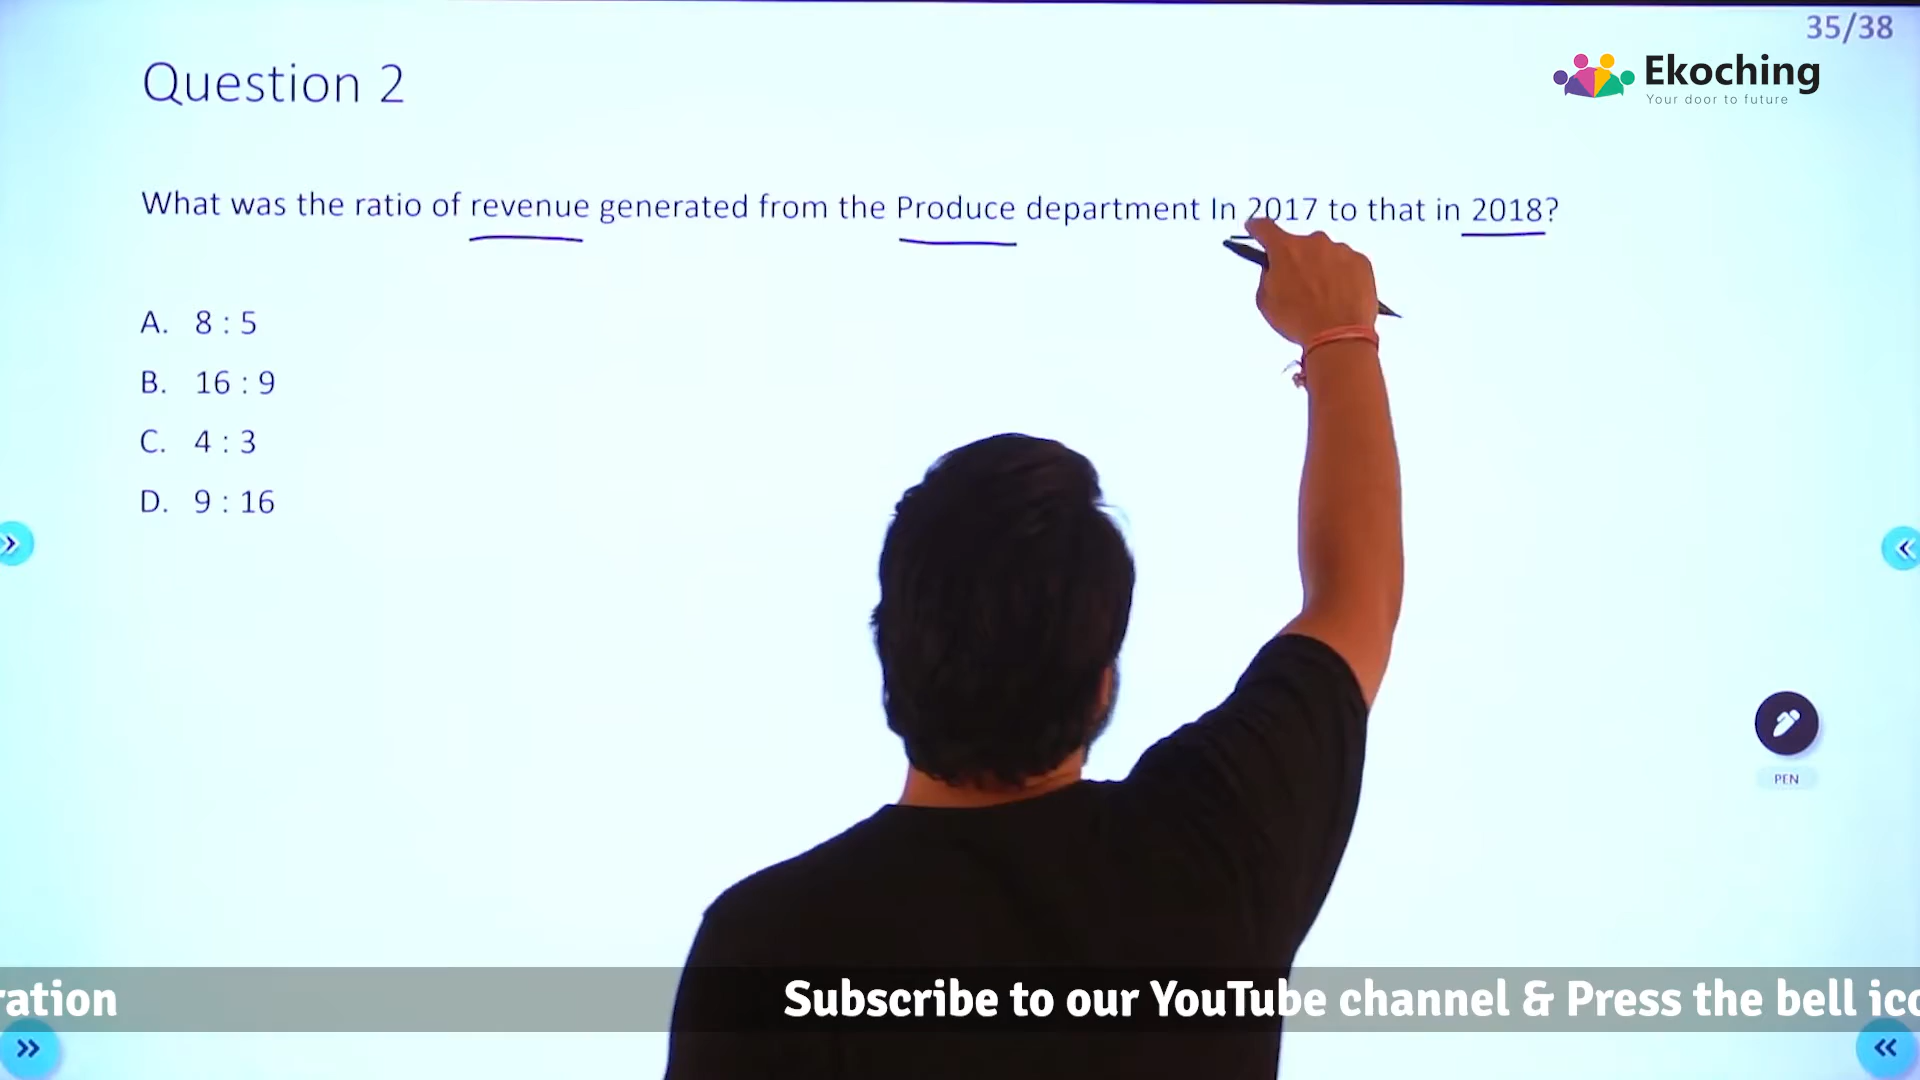 35/38
Ekoching
Your door to future
Question 2
What was the ratio of revenue generated from the Produce department In 2017 to that in 2018?
A. 8 : 5
B. 16 : 9
C. 4 : 3
D. 9 : 16
PEN
ration Subscribe to our YouTube channel & Press the bell ico